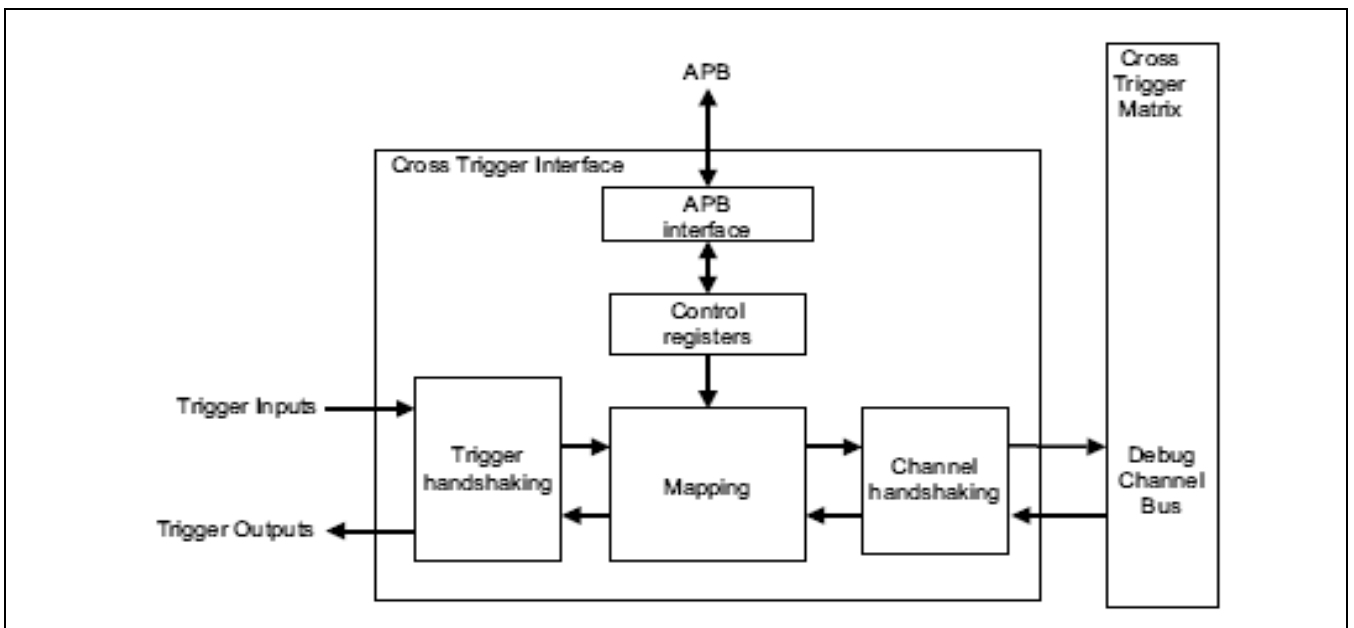 APB
Cross
Trigger
Matrix
Cross Trigger Interface
APB
interface
Control
registers
Trigger Inputs
Trigger Outputs
Trigger
handshaking
Mapping
Channel
handshaking
Debug
Channel
Bus